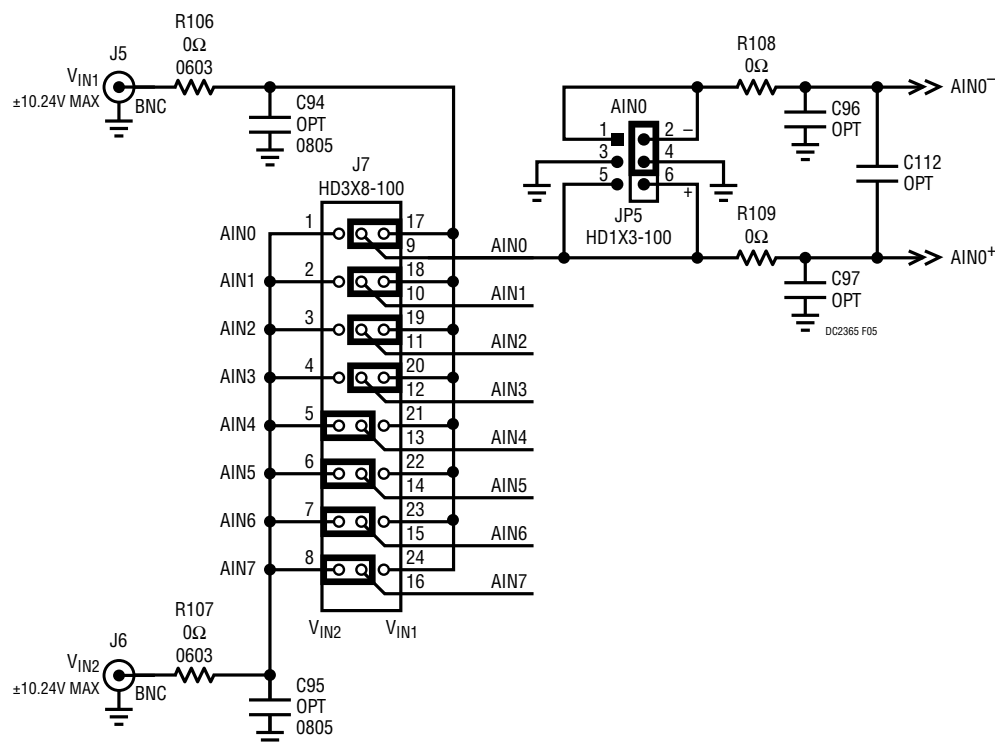 R106
0Ω
0603
J5
VIN1
±10.24V MAX
BNC
C94
OPT
0805
J7
HD3X8-100
AIN0 1 17
9 AIN0
AIN1 2 18
10 AIN1
AIN2 3 19
11 AIN2
AIN3 4 20
12 AIN3
AIN4 5 21
13 AIN4
AIN5 6 22
14 AIN5
AIN6 7 23
15 AIN6
AIN7 8 24
16 AIN7
VIN2 VIN1
R107
0Ω
0603
J6
VIN2
±10.24V MAX
BNC
C95
OPT
0805
AIN0
1 2 –
3 4
5 6
+
JP5
HD1X3-100
R108
0Ω
AIN0–
C96
OPT
C112
OPT
R109
0Ω
AIN0+
C97
OPT
DC2365 F05